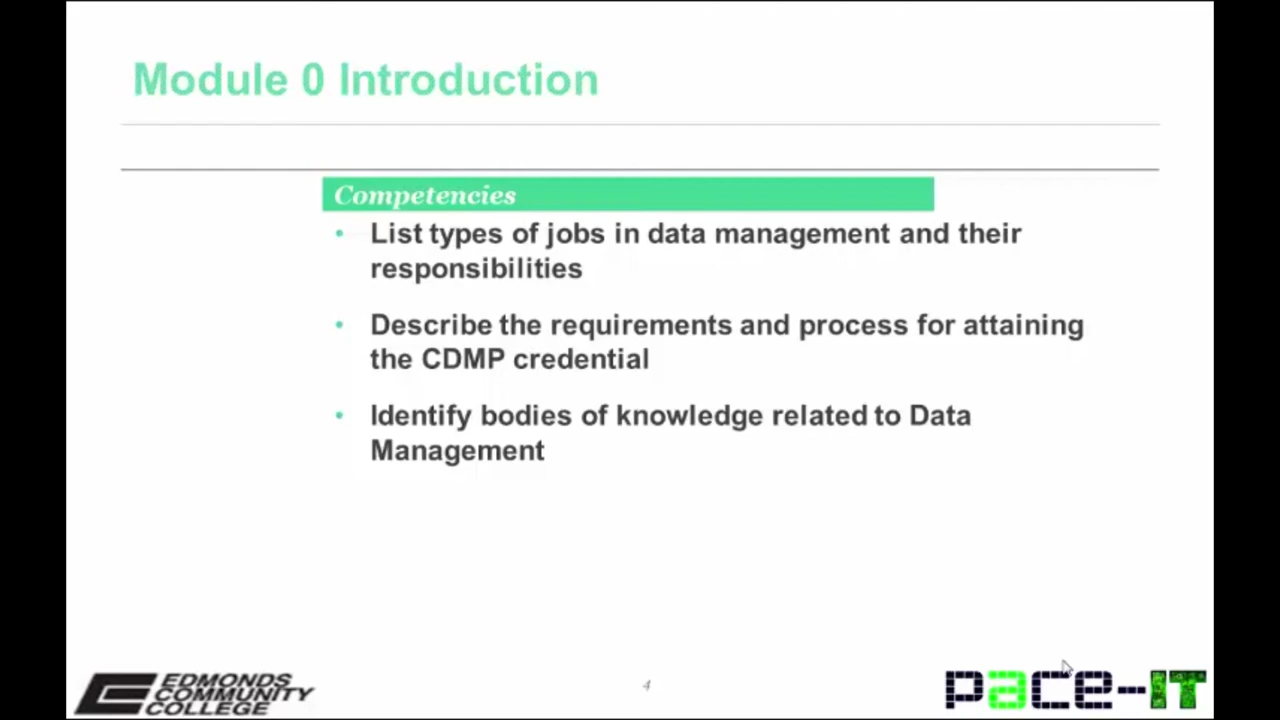 Module 0 Introduction
Competencies
• List types of jobs in data management and their
responsibilities
• Describe the requirements and process for attaining
the CDMP credential
• Identify bodies of knowledge related to Data
Management
EDMONDS
COMMUNITY
COLLEGE
4
pace-IT